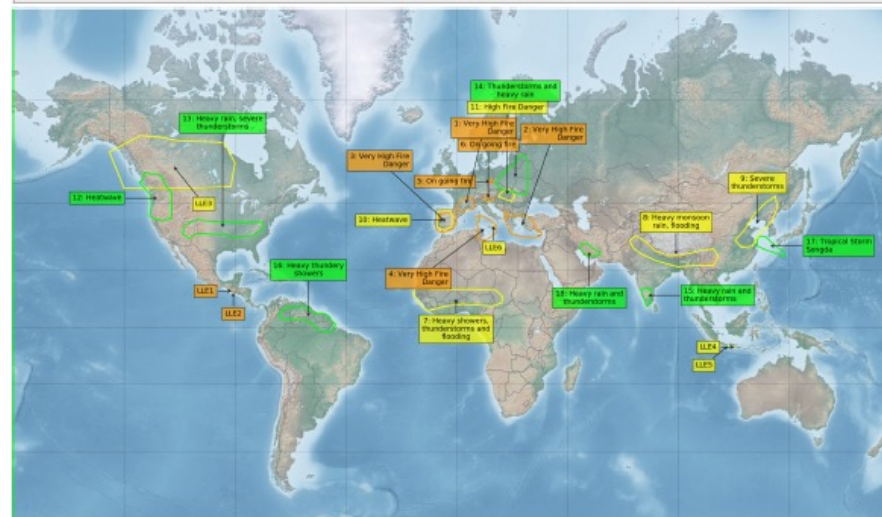 14: Thunderstorms and
heavy rain
11: High Fire Danger
13: Heavy rain, severe
thunderstorms .
1: Very High Fire
Danger
2: Very High Fire
Danger
6: On going fire
3: Very High Fire
Danger
5: On going fire
9: Severe
thunderstorms
12: Heatwave
LLE3
10: Heatwave
8: Heavy monsoon
rain, flooding
LLE6
17: Tropical Storm
Songda
16: Heavy thundery
showers
4: Very High Fire
Danger
LLE1
18: Heavy rain and
thunderstorms
15: Heavy rain and
thunderstorms
LLE2
7: Heavy showers,
thunderstorms and
flooding
LLE4
LLE5